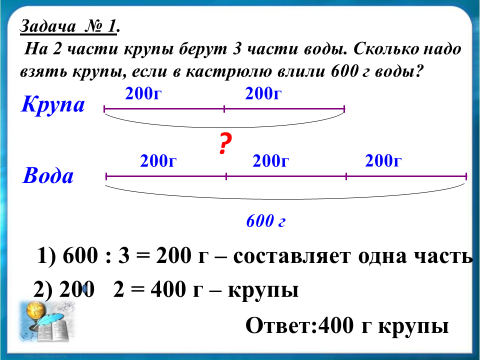 Задача № 1.
На 2 части крупы берут 3 части воды. Сколько надо
взять крупы, если в кастрюлю влили 600 г воды?
200г 200г
Крупа
?
200г 200г 200г
Вода
600 г
1) 600 : 3 = 200 г – составляет одна часть
2) 200 2 = 400 г – крупы
Ответ:400 г крупы